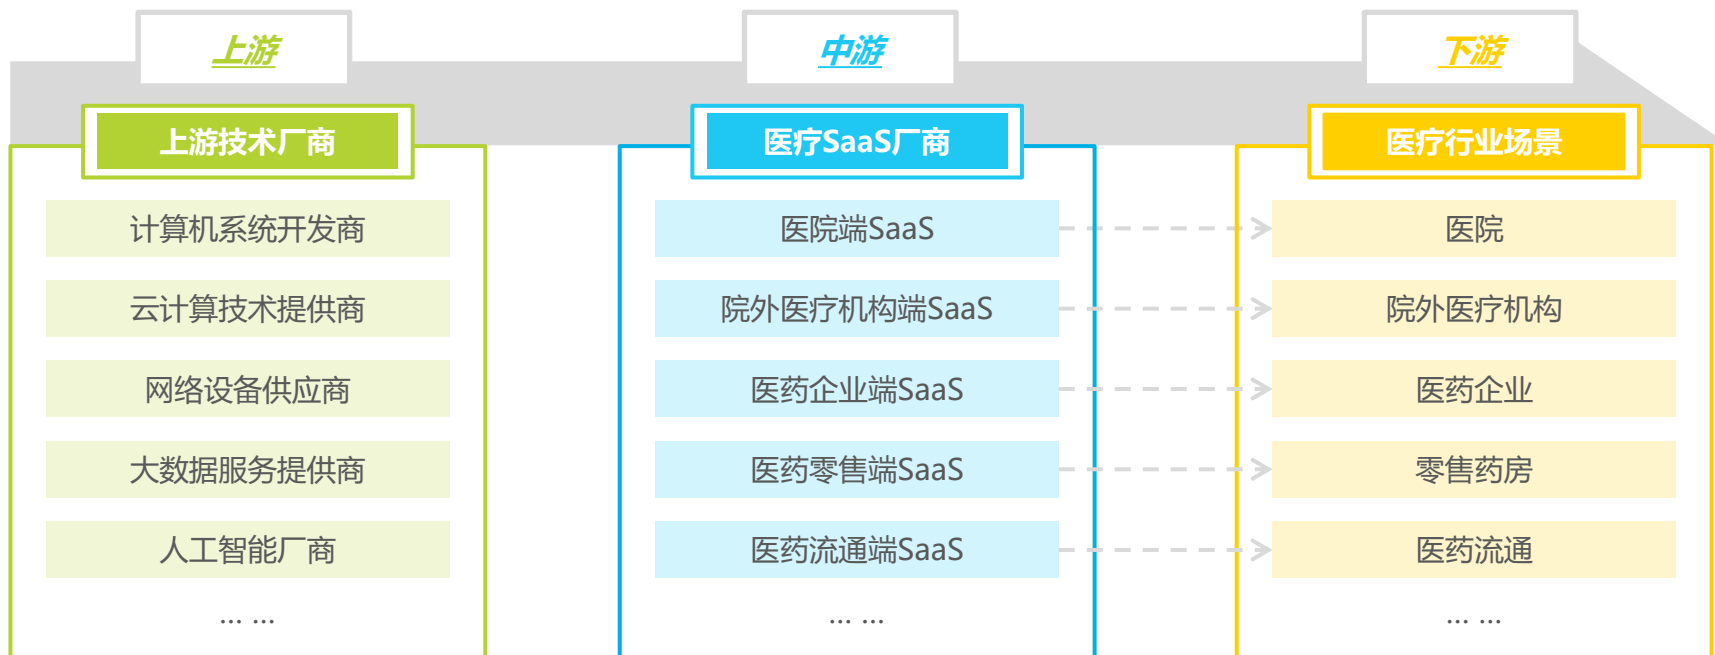 上游
中游
下游
上游技术厂商
医疗SaaS厂商
医疗行业场景
计算机系统开发商
医院端SaaS
医院
云计算技术提供商
院外医疗机构端SaaS
院外医疗机构
网络设备供应商
医药企业端SaaS
医药企业
大数据服务提供商
医药零售端SaaS
零售药房
人工智能厂商
医药流通端SaaS
医药流通
... ...
... ...
... ...